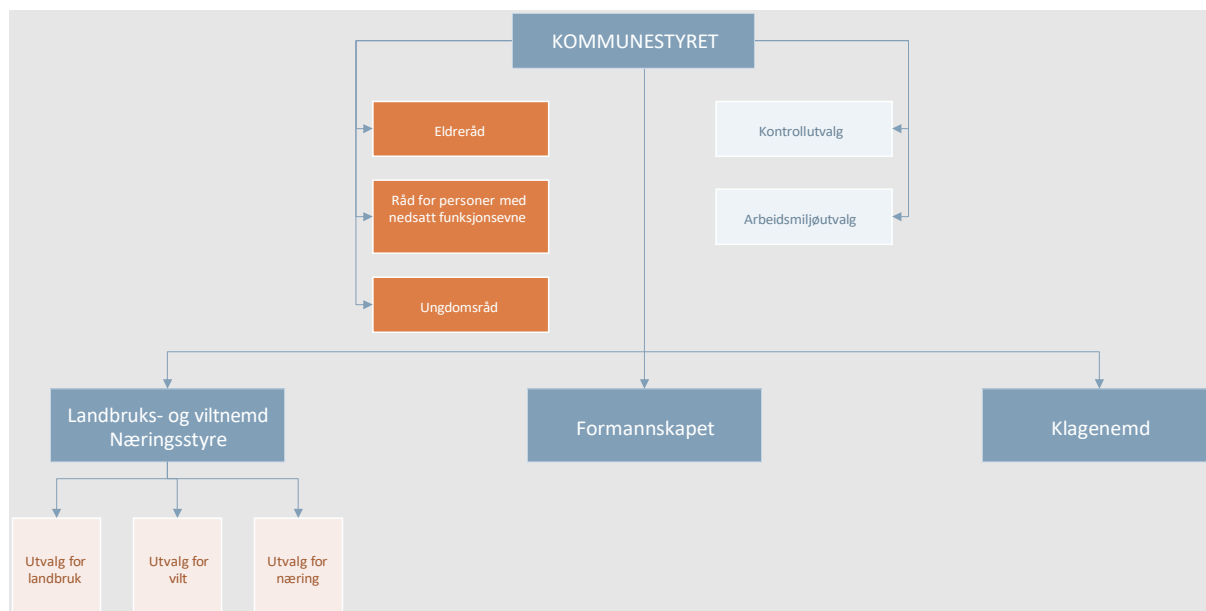 KOMMUNESTYRET
Eldreråd
Kontrollutvalg
Råd for personer med
nedsatt funksjonsevne
Arbeidsmiljøutvalg
Ungdomsråd
Landbruks- og viltnemd
Næringsstyre
Formannskapet
Klagenemd
Utvalg for
landbruk
Utvalg for
vilt
Utvalg for
næring